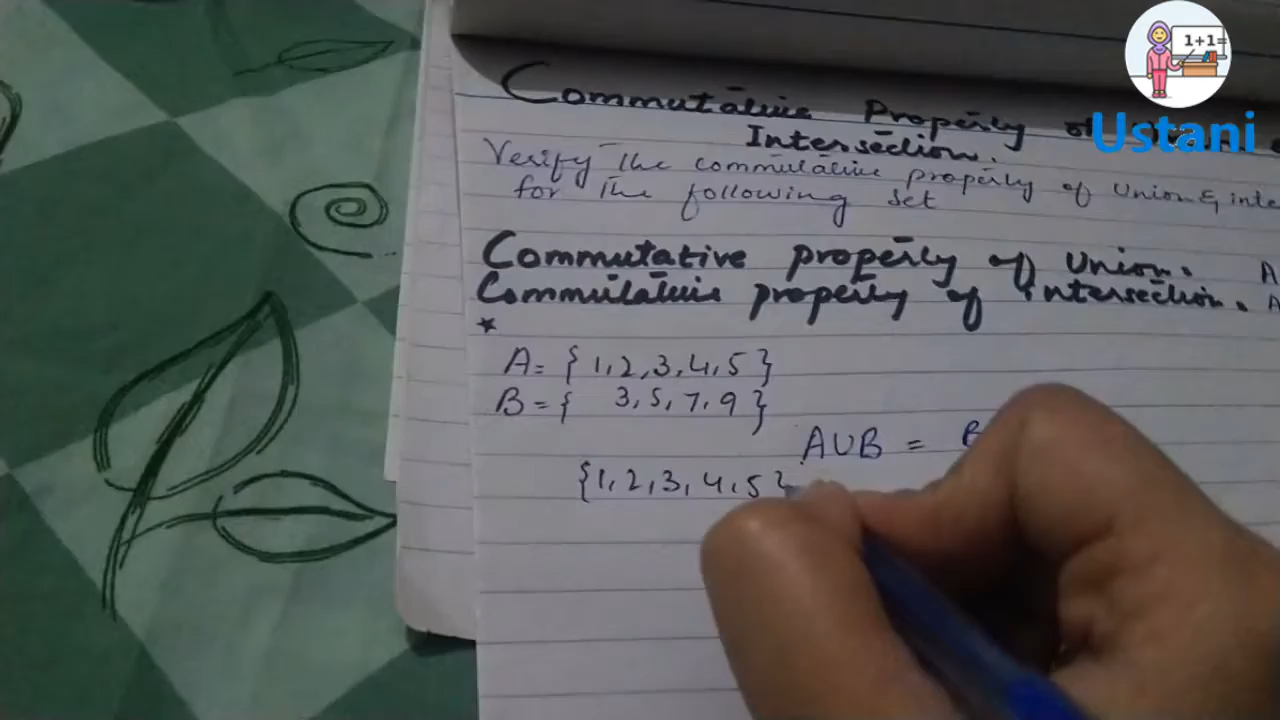 1+1=
Ustani
Commutative Property of
Intersection.
Verify the commutative property of Union &
for the following set
Commutative property of Union. A
Commutative property of intersection. A
*
A= { 1,2,3,4,5 }
B = { 3,5,7,9 }
AUB = B
{1,2,3,4,5}